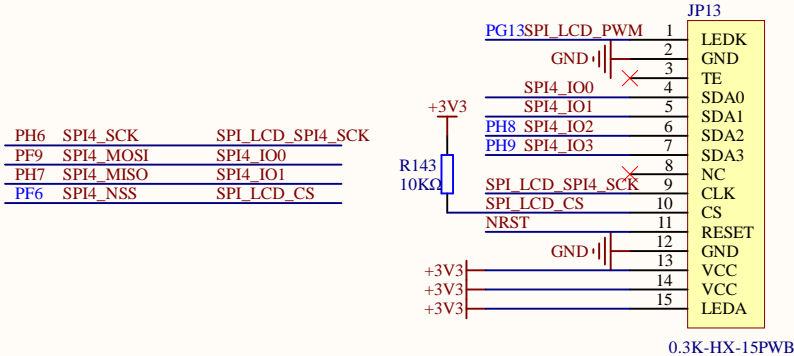 JP13
PG13 SPI_LCD_PWM 1 LEDK
GND 2 GND
3 TE
SPI4_IO0 4 SDA0
+3V3 SPI4_IO1 5 SDA1
PH6 SPI4_SCK SPI_LCD_SPI4_SCK PH8 SPI4_IO2 6 SDA2
PF9 SPI4_MOSI SPI4_IO0 PH9 SPI4_IO3 7 SDA3
PH7 SPI4_MISO SPI4_IO1 R143 8 NC
PF6 SPI4_NSS SPI_LCD_CS 10KΩ SPI_LCD_SPI4_SCK 9 CLK
SPI_LCD_CS 10 CS
NRST 11 RESET
GND 12 GND
+3V3 13 VCC
+3V3 14 VCC
+3V3 15 LEDA
0.3K-HX-15PWB